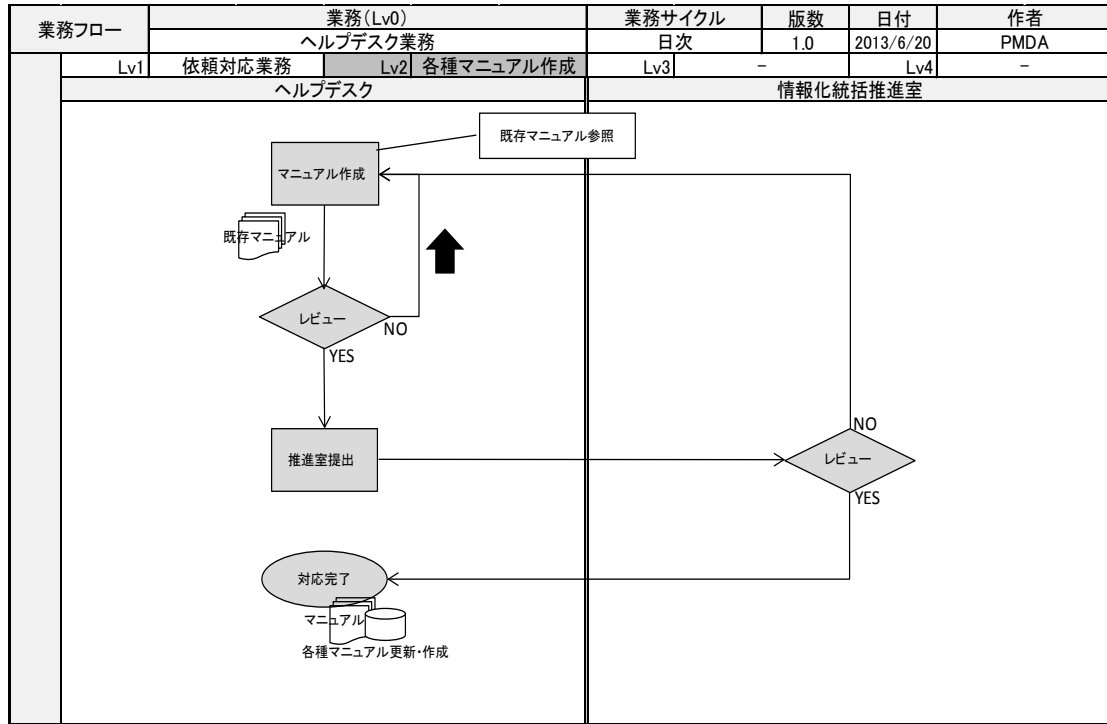 業務フロー
業務(Lv0)
業務サイクル
版数
日付
作者
ヘルプデスク業務
日次
1.0
2013/6/20
PMDA
Lv1
依頼対応業務
Lv2
各種マニュアル作成
Lv3
-
Lv4
-
ヘルプデスク
情報化統括推進室
既存マニュアル参照
マニュアル作成
既存マニュアル
レビュー
NO
YES
推進室提出
NO
レビュー
YES
対応完了
マニュアル
各種マニュアル更新・作成